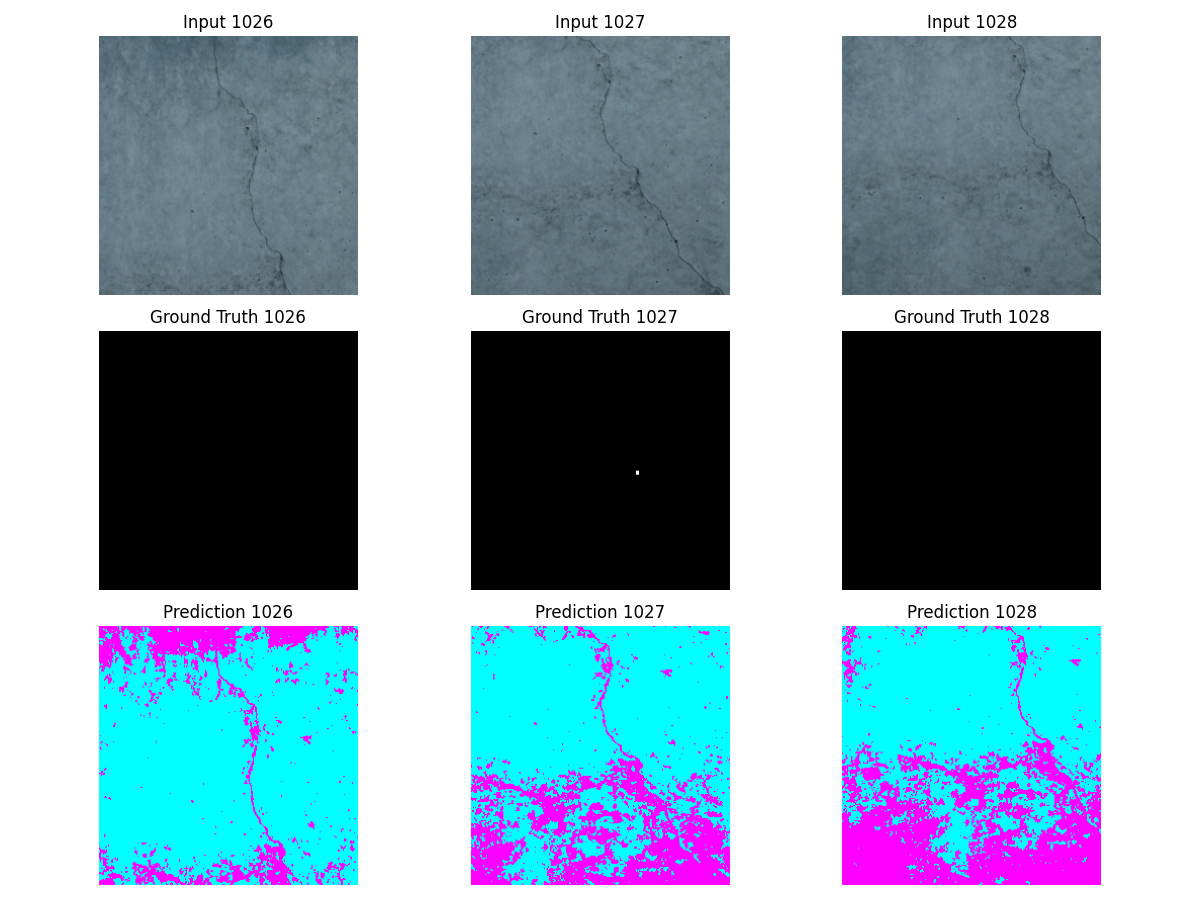 Input 1026
Input 1027
Input 1028
Ground Truth 1026
Ground Truth 1027
Ground Truth 1028
Prediction 1026
Prediction 1027
Prediction 1028